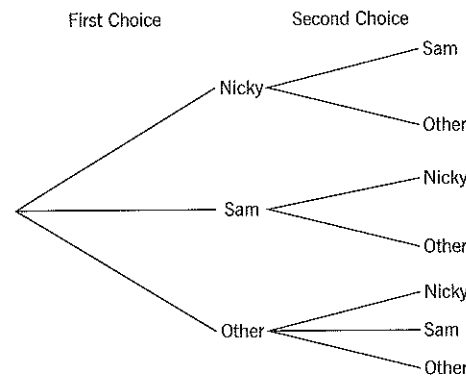 First Choice Second Choice
Sam
Nicky
Other
Nicky
Sam
Other
Nicky
Other
Sam
Other